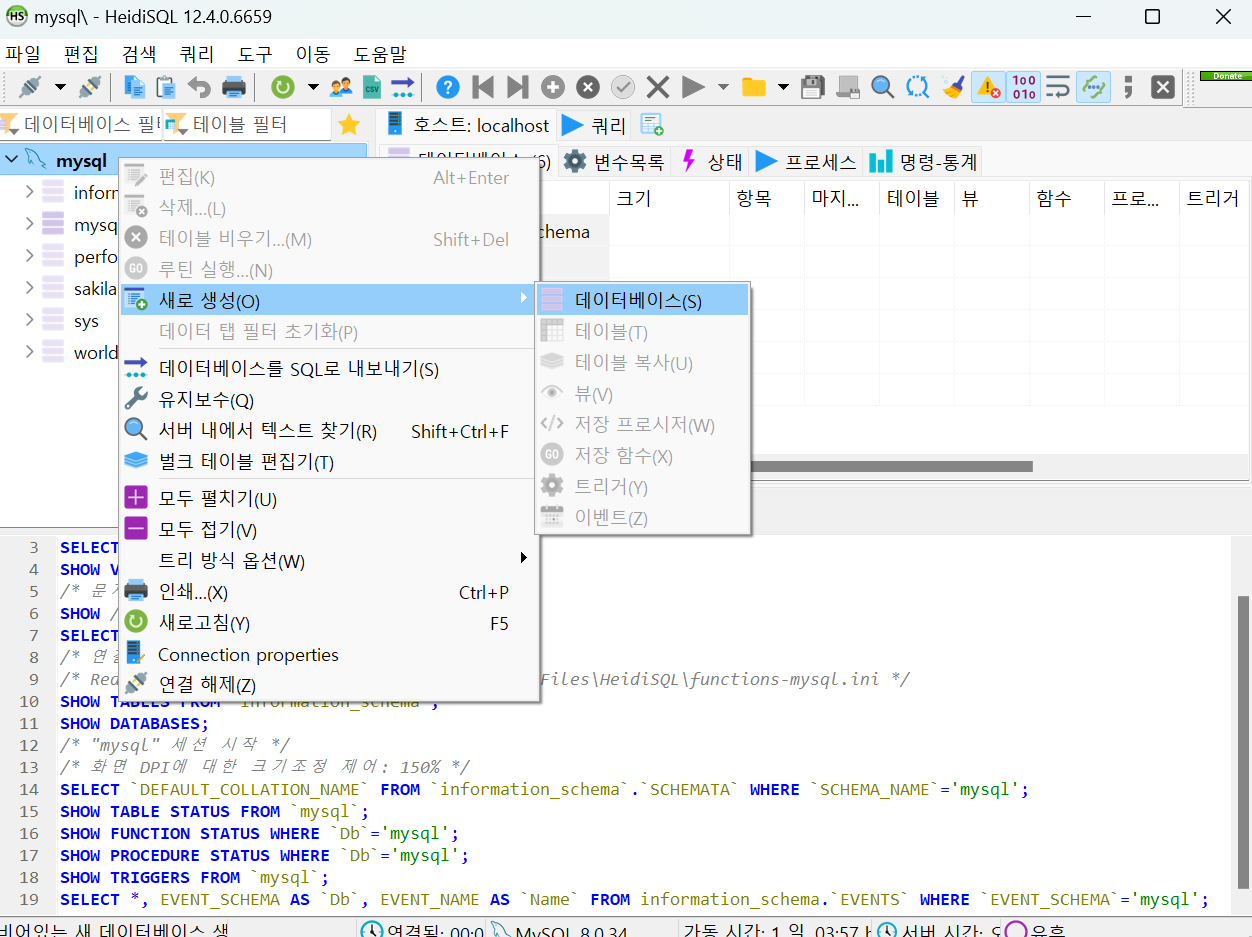 mysql\ - HeidiSQL 12.4.0.6659
파일 편집 검색 쿼리 도구 이동 도움말
Donate
데이터베이스 필터 테이블 필터 호스트: localhost 쿼리
mysql 데이터베이스 (6) 변수목록 상태 프로세스 명령-통계
크기 항목 마지... 테이블 뷰 함수 프로... 트리거
inforr
mysq
perfo
sakila
sys
world
chema
편집(K) Alt+Enter
삭제...(L)
테이블 비우기...(M) Shift+Del
루틴 실행...(N)
새로 생성(O)
데이터 탭 필터 초기화(P)
데이터베이스를 SQL로 내보내기(S)
유지보수(Q)
서버 내에서 텍스트 찾기(R) Shift+Ctrl+F
벌크 테이블 편집기(T)
모두 펼치기(U)
모두 접기(V)
트리 방식 옵션(W)
인쇄...(X) Ctrl+P
새로고침(Y) F5
Connection properties
연결 해제(Z)
데이터베이스(S)
테이블(T)
테이블 복사(U)
뷰(V)
저장 프로시저(W)
저장 함수(X)
트리거(Y)
이벤트(Z)
3 SELECT
4 SHOW V
5 /* 문자
6 SHOW /
7 SELECT
8 /* 연결
9 /* Rea Files\HeidiSQL\functions-mysql.ini */
10 SHOW TABLES FROM `information_schema`;
11 SHOW DATABASES;
12 /* "mysql" 세션 시작 */
13 /* 화면 DPI에 대한 크기조정 제어: 150% */
14 SELECT `DEFAULT_COLLATION_NAME` FROM `information_schema`.`SCHEMATA` WHERE `SCHEMA_NAME`='mysql';
15 SHOW TABLE STATUS FROM `mysql`;
16 SHOW FUNCTION STATUS WHERE `Db`='mysql';
17 SHOW PROCEDURE STATUS WHERE `Db`='mysql';
18 SHOW TRIGGERS FROM `mysql`;
19 SELECT *, EVENT_SCHEMA AS `Db`, EVENT_NAME AS `Name` FROM information_schema.`EVENTS` WHERE `EVENT_SCHEMA`='mysql';
비어있는 새 데이터베이스 생 연결됨: 00:0 MySQL 8.0.34 가동 시간: 1 일, 03:57 서버 시간: 오 유휴